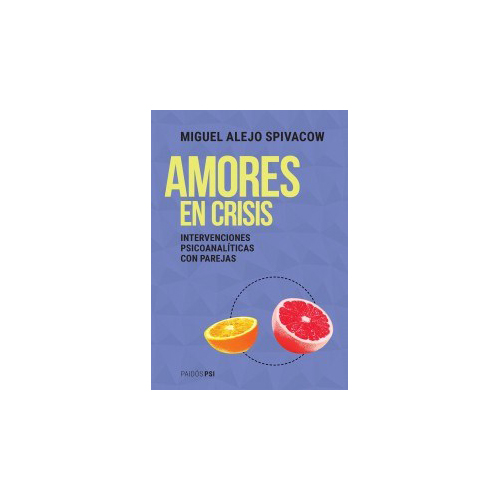 MIGUEL ALEJO SPIVACOW
AMORES
EN CRISIS
INTERVENCIONES
PSICOANALÍTICAS
CON PAREJAS
PAIDÓS PSI